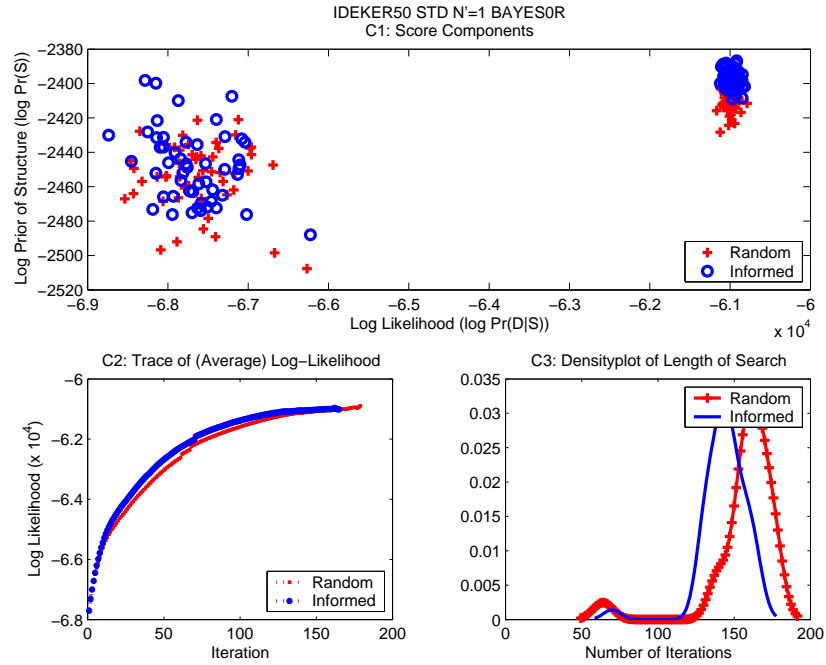 IDEKER50 STD N'=1 BAYES0R
C1: Score Components
Log Prior of Structure (log Pr(S))
−2380
−2400
−2420
−2440
−2460
−2480
−2500
−2520
Random
Informed
−6.9 −6.8 −6.7 −6.6 −6.5 −6.4 −6.3 −6.2 −6.1 −6
Log Likelihood (log Pr(D|S))
x 10^4
C2: Trace of (Average) Log−Likelihood
Log Likelihood (x 10^4)
−6
−6.2
−6.4
−6.6
−6.8
Random
Informed
0 50 100 150 200
Iteration
C3: Densityplot of Length of Search
0.035
0.03
0.025
0.02
0.015
0.01
0.005
0
Random
Informed
0 50 100 150 200
Number of Iterations